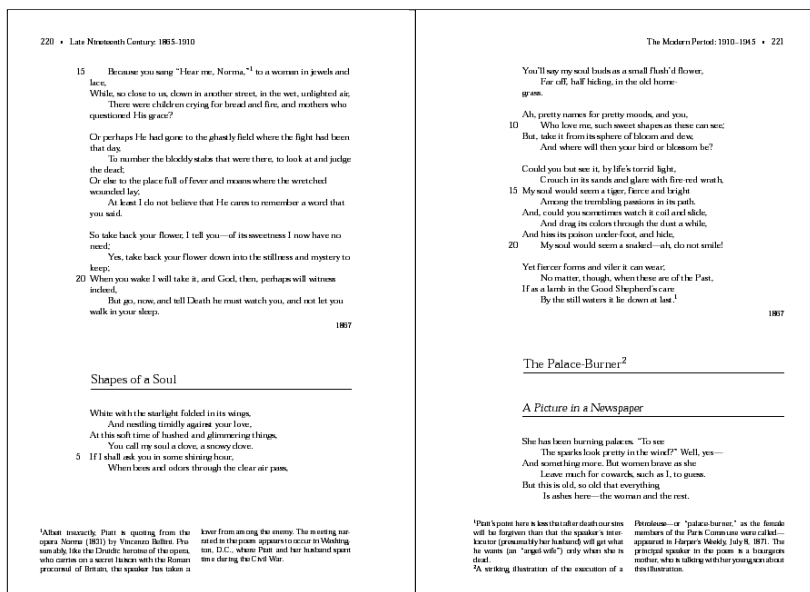 220 • Late Nineteenth Century: 1865-1910
15 Because you sang "Hear me, Norma,"1 to a woman in jewels and
lace,
While, so close to us, down in another street, in the wet, unlighted air,
There were children crying for bread and fire, and mothers who
questioned His grace?
Or perhaps He had gone to the ghastly field where the fight had been
that day,
To number the bloddy stabs that were there, to look at and judge
the dead;
Or else to the place full of fever and moans where the wretched
wounded lay;
At least I do not believe that He cares to remember a word that
you said.
So take back your flower, I tell you—of its sweetness I now have no
need;
Yes, take back your flower down into the stillness and mystery to
keep;
20 When you wake I will take it, and God, then, perhaps will witness
indeed,
But go, now, and tell Death he must watch you, and not let you
walk in your sleep.
1867
Shapes of a Soul
White with the starlight folded in its wings,
And nestling timidly against your love,
At this soft time of hushed and glimmering things,
You call my soul a dove, a snowy dove.
5 If I shall ask you in some shining hour,
When bees and odors through the clear air pass,
1Albeit inexactly, Piatt is quoting from the
opera Norma (1831) by Vincenzo Bellini. Pre-
sumably, like the Druidic heroine of the opera,
who carries on a secret liaison with the Roman
proconsul of Britain, the speaker has taken a
lover from among the enemy. The meeting nar-
rated in the poem appears to occur in Washing-
ton, D.C., where Piatt and her husband spent
time during the Civil War.
The Modern Period: 1910–1945 • 221
You'll say my soul buds as a small flush'd flower,
Far off, half hiding, in the old home-
grass.
Ah, pretty names for pretty moods, and you,
10 Who love me, such sweet shapes as these can see;
But, take it from its sphere of bloom and dew,
And where will then your bird or blossom be?
Could you but see it, by life's torrid light,
Crouch in its sands and glare with fire-red wrath,
15 My soul would seem a tiger, fierce and bright
Among the trembling passions in its path.
And, could you sometimes watch it coil and slide,
And drag its colors through the dust a while,
And hiss its poison under-foot, and hide,
20 My soul would seem a snaked—ah, do not smile!
Yet fiercer forms and viler it can wear;
No matter, though, when these are of the Past,
If as a lamb in the Good Shepherd's care
By the still waters it lie down at last.1
1867
The Palace-Burner2
A Picture in a Newspaper
She has been burning palaces. "To see
The sparks look pretty in the wind?" Well, yes—
And something more. But women brave as she
Leave much for cowards, such as I, to guess.
But this is old, so old that everything
Is ashes here—the woman and the rest.
1Piatt's point here is less that after death our sins
will be forgiven than that the speaker's inter-
locutor (presumably her husband) will get what
he wants (an "angel-wife") only when she is
dead.
2A striking illustration of the execution of a
Petroleuse—or "palace-burner," as the female
members of the Paris Commune were called—
appeared in Harper's Weekly, July 8, 1871. The
principal speaker in the poem is a bourgeois
mother, who is talking with her young son about
this illustration.